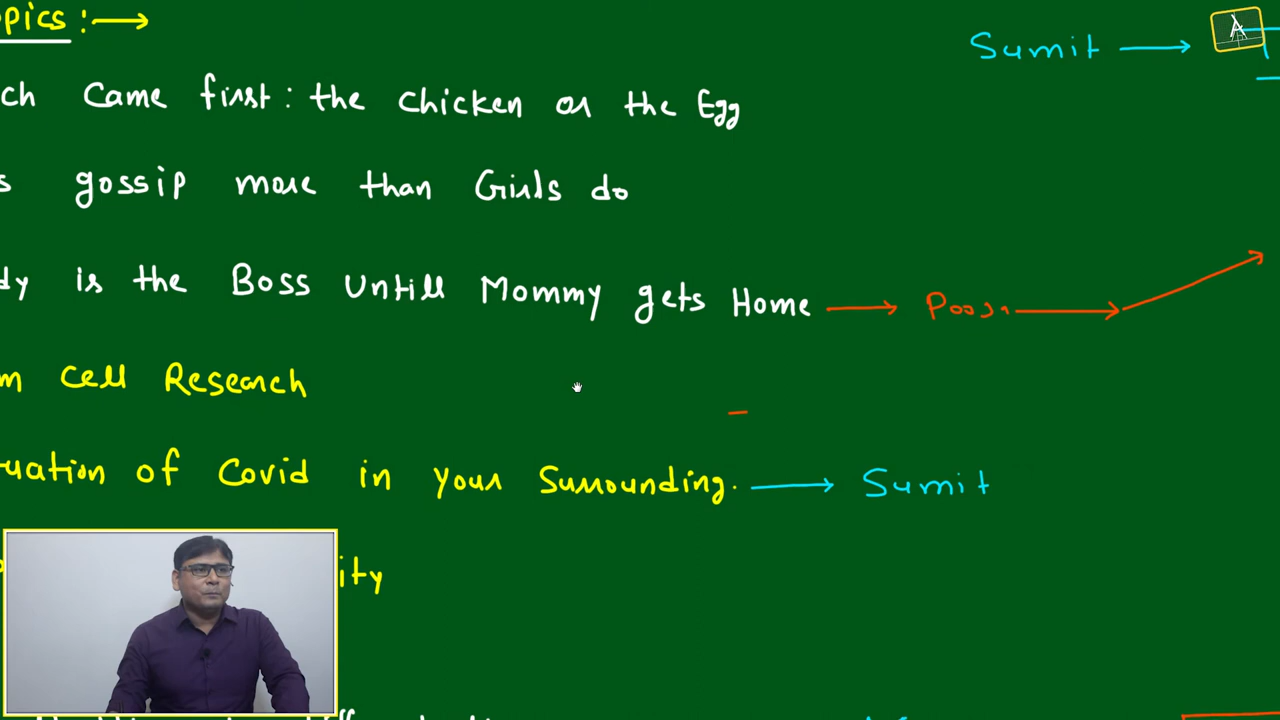 opics :→
Sumit →
ch came first : the chicken or the Egg
s gossip more than Girls do
dy is the Boss Untill Mommy gets Home → Pooja →
m cell Research
uation of Covid in your Surrounding. → Sumit
ity